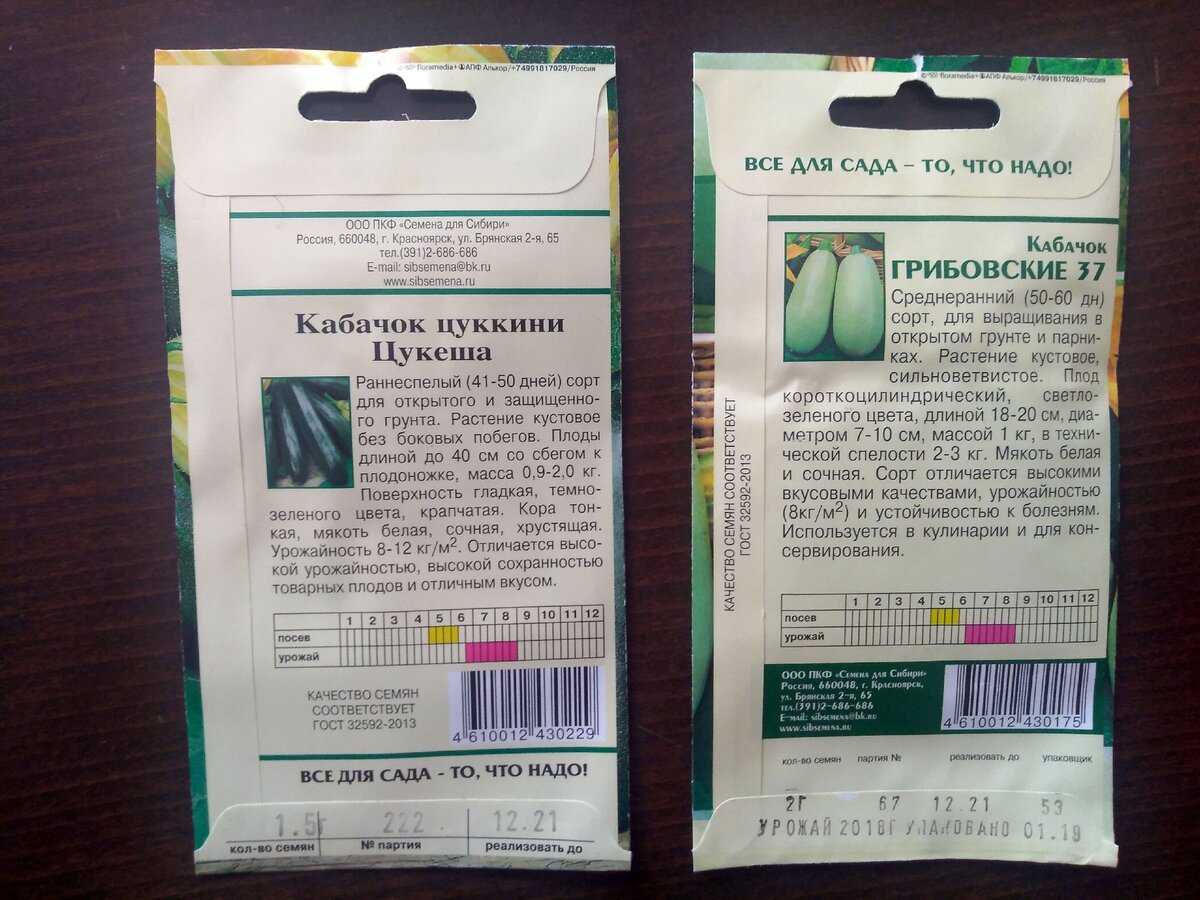 floramedia+ АПФ Алькор/+74991817029/Россия
ООО ПКФ «Семена для Сибири»
Россия, 660048, г. Красноярск, ул. Брянская 2-я, 65
тел.(391)2-686-686
E-mail: sibsemena@bk.ru
www.sibsemena.ru
Кабачок цуккини
Цукеша
Раннеспелый (41-50 дней) сорт
для открытого и защищенно-
го грунта. Растение кустовое
без боковых побегов. Плоды
длиной до 40 см со сбегом к
плодоножке, масса 0,9-2,0 кг.
Поверхность гладкая, темно-
зеленого цвета, крапчатая. Кора тон-
кая, мякоть белая, сочная, хрустящая.
Урожайность 8-12 кг/м². Отличается высо-
кой урожайностью, высокой сохранностью
товарных плодов и отличным вкусом.
1 2 3 4 5 6 7 8 9 10 11 12
посев
урожай
КАЧЕСТВО СЕМЯН
СООТВЕТСТВУЕТ
ГОСТ 32592-2013
4 610012 430229
ВСЕ ДЛЯ САДА - ТО, ЧТО НАДО!
1.5г 222. 12.21
кол-во семян № партия реализовать до
floramedia+ АПФ Алькор/+74991817029/Россия
ВСЕ ДЛЯ САДА – ТО, ЧТО НАДО!
Кабачок
ГРИБОВСКИЕ 37
Среднеранний (50-60 дн)
сорт, для выращивания в
открытом грунте и парни-
ках. Растение кустовое,
сильноветвистое. Плод
короткоцилиндрический, светло-
зеленого цвета, длиной 18-20 см, диа-
метром 7-10 см, массой 1 кг, в техни-
ческой спелости 2-3 кг. Мякоть белая
и сочная. Сорт отличается высокими
вкусовыми качествами, урожайностью
(8кг/м²) и устойчивостью к болезням.
Используется в кулинарии и для кон-
сервирования.
КАЧЕСТВО СЕМЯН СООТВЕТСТВУЕТ
ГОСТ 32592-2013
1 2 3 4 5 6 7 8 9 10 11 12
посев
урожай
ООО ПКФ «Семена для Сибири»
Россия, 660048, г. Красноярск,
ул. Брянская 2-я, 65
тел.(391)2-686-686
E-mail: sibsemena@bk.ru
www.sibsemena.ru
4 610012 430175
кол-во семян партия № реализовать до упаковщик
2Г 67 12.21 53
УРОЖАЙ 2018Г УПАКОВАНО 01.19